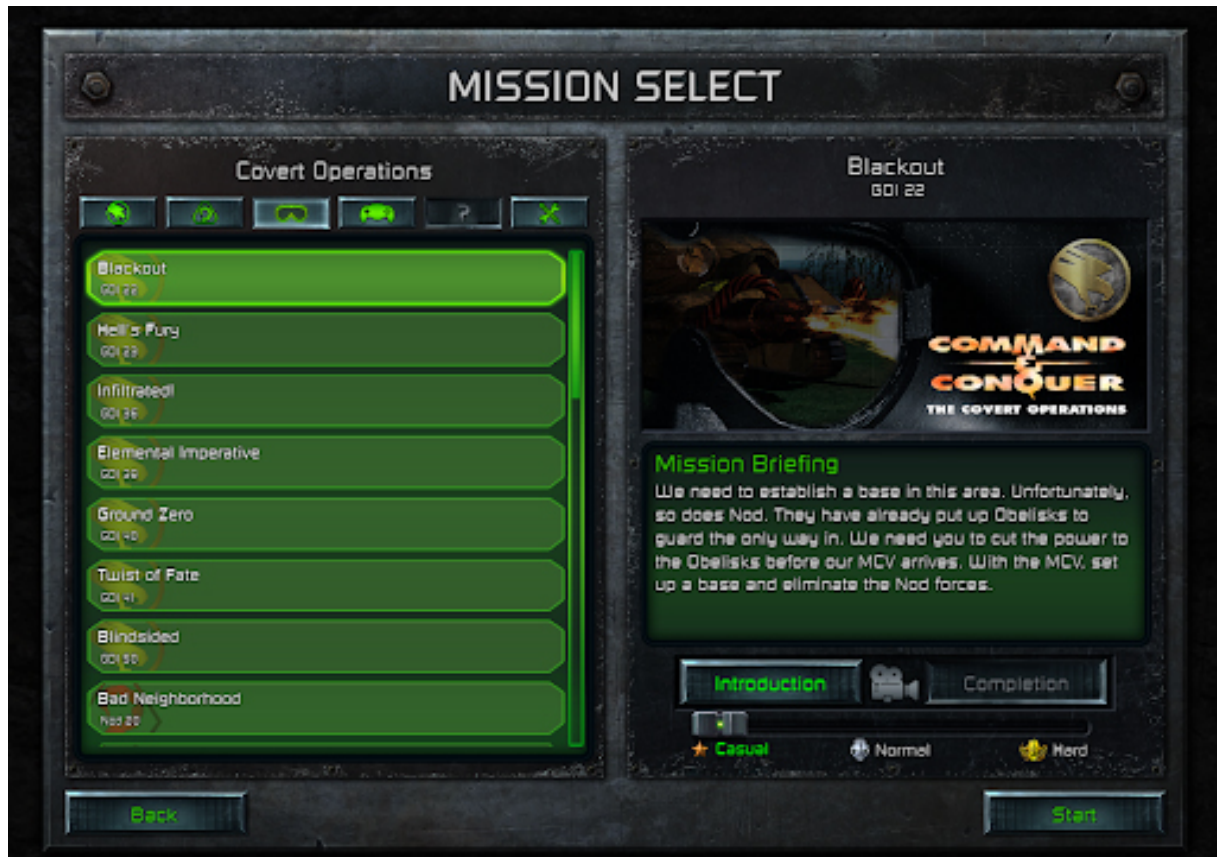 MISSION SELECT
Covert Operations
?
Blackout
GDI 22
Hell's Fury
GDI 23
Infiltrated!
GDI 36
Elemental Imperative
GDI 38
Ground Zero
GDI 40
Twist of Fate
GDI 41
Blindsided
GDI 50
Bad Neighborhood
Nod 20
Blackout
GDI 22
COMMAND
&
CONQUER
THE COVERT OPERATIONS
Mission Briefing
We need to establish a base in this area. Unfortunately,
so does Nod. They have already put up Obelisks to
guard the only way in. We need you to cut the power to
the Obelisks before our MCV arrives. With the MCV, set
up a base and eliminate the Nod forces.
Introduction
Completion
Casual
Normal
Hard
Back
Start